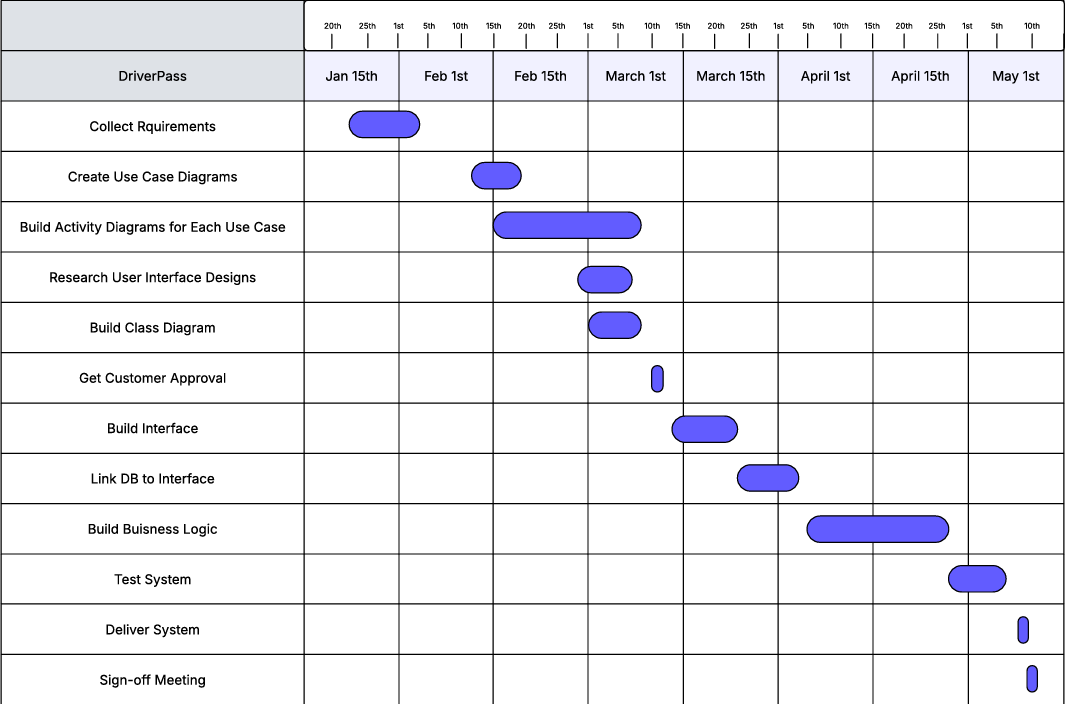 20th 25th 1st 5th 10th 15th 20th 25th 1st 5th 10th 15th 20th 25th 1st 5th 10th 15th 20th 25th 1st 5th 10th
DriverPass Jan 15th Feb 1st Feb 15th March 1st March 15th April 1st April 15th May 1st
Collect Rquirements
Create Use Case Diagrams
Build Activity Diagrams for Each Use Case
Research User Interface Designs
Build Class Diagram
Get Customer Approval
Build Interface
Link DB to Interface
Build Buisness Logic
Test System
Deliver System
Sign-off Meeting